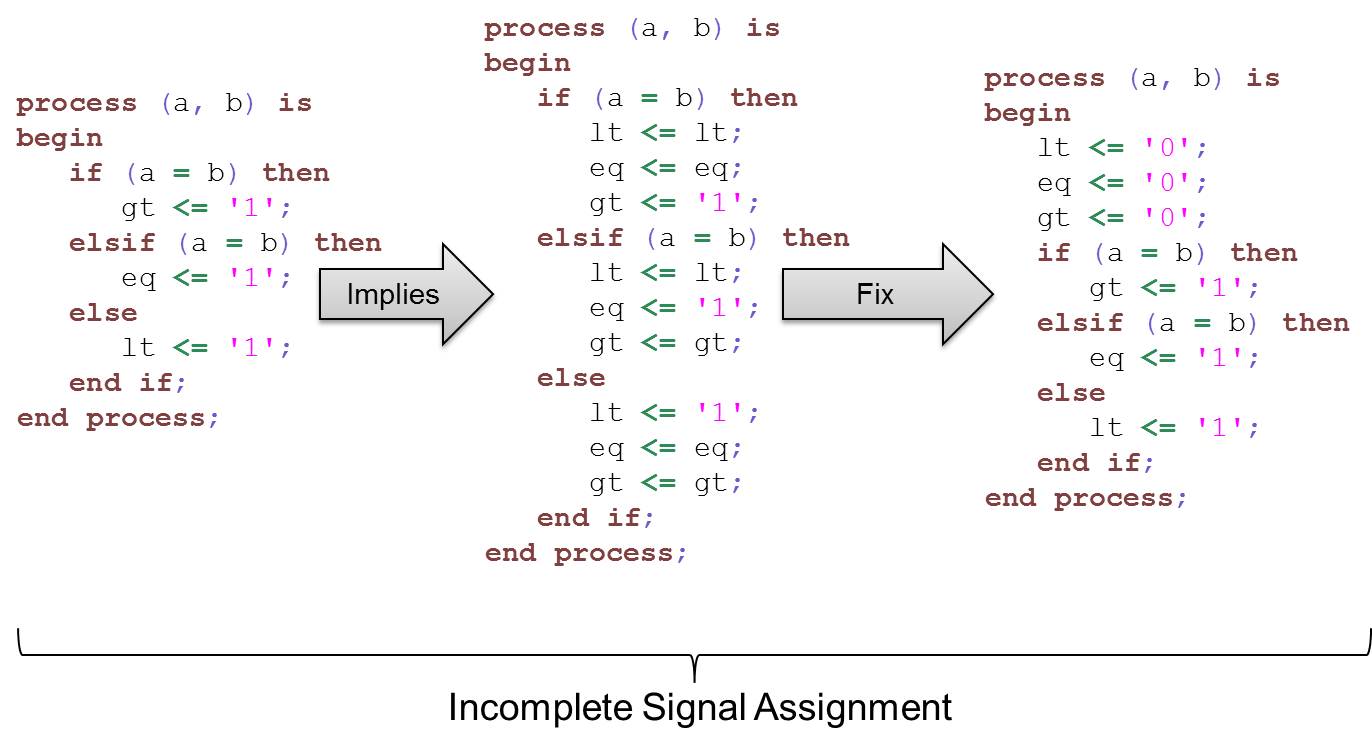 process (a, b) is
begin
   if (a = b) then
      gt <= '1';
   elsif (a = b) then
      eq <= '1';
   else
      lt <= '1';
   end if;
end process;
Implies
process (a, b) is
begin
   if (a = b) then
      lt <= lt;
      eq <= eq;
      gt <= '1';
   elsif (a = b) then
      lt <= lt;
      eq <= '1';
      gt <= gt;
   else
      lt <= '1';
      eq <= eq;
      gt <= gt;
   end if;
end process;
Fix
process (a, b) is
begin
   lt <= '0';
   eq <= '0';
   gt <= '0';
   if (a = b) then
      gt <= '1';
   elsif (a = b) then
      eq <= '1';
   else
      lt <= '1';
   end if;
end process;
Incomplete Signal Assignment